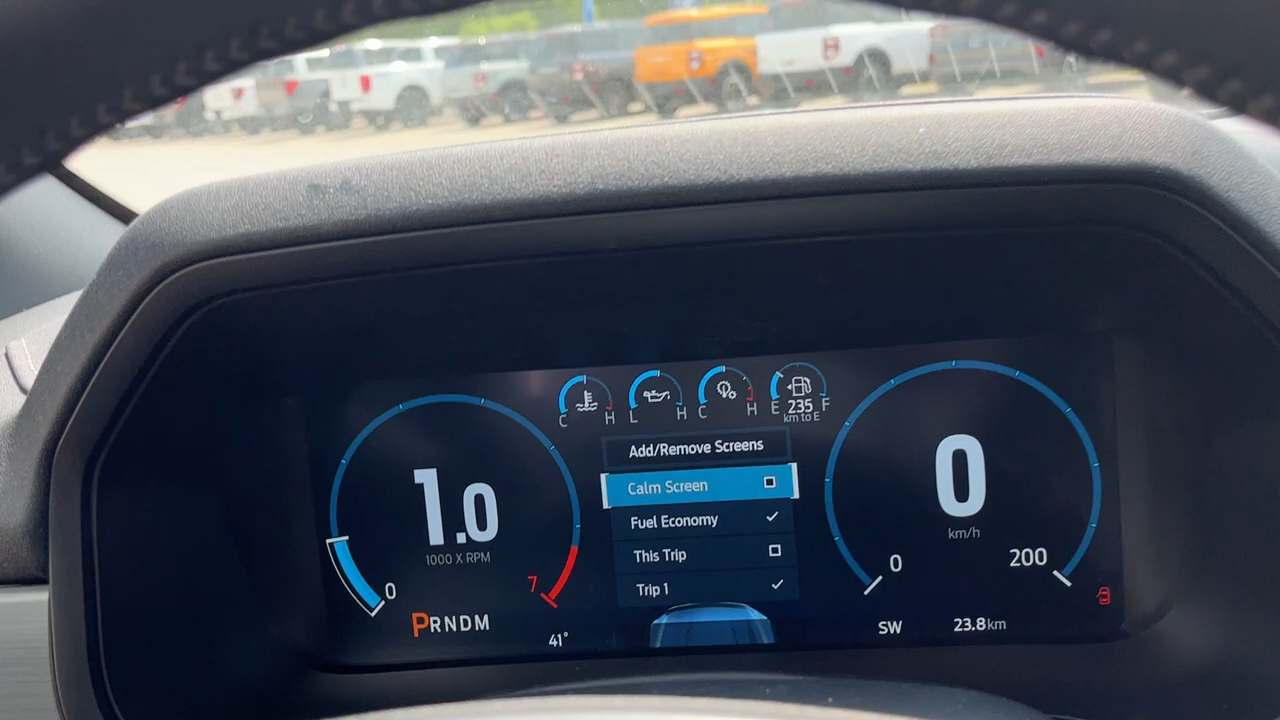 C H
L H
C H
E 235 F
km to E
Add/Remove Screens
Calm Screen
Fuel Economy
This Trip
Trip 1
1.0
1000 X RPM
0
7
PRNDM
41°
0
km/h
0
200
SW
23.8km